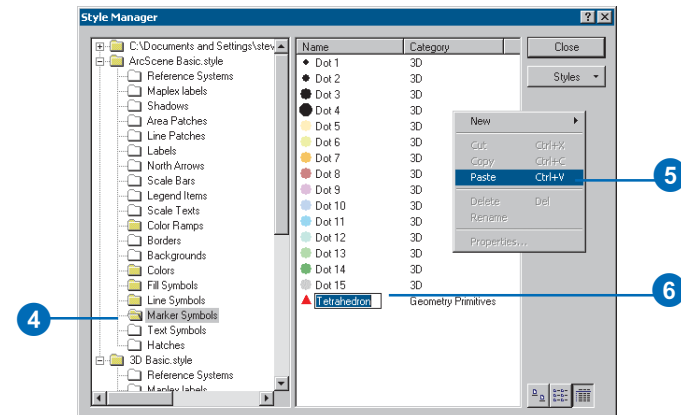 Style Manager
C:\Documents and Settings\stev
ArcScene Basic.style
Reference Systems
Maplex labels
Shadows
Area Patches
Line Patches
Labels
North Arrows
Scale Bars
Legend Items
Scale Texts
Color Ramps
Borders
Backgrounds
Colors
Fill Symbols
Line Symbols
4
Marker Symbols
Text Symbols
Hatches
3D Basic.style
Reference Systems
Maplex labels
Name Category
Dot 1 3D
Dot 2 3D
Dot 3 3D
Dot 4 3D
Dot 5 3D
Dot 6 3D
Dot 7 3D
Dot 8 3D
Dot 9 3D
Dot 10 3D
Dot 11 3D
Dot 12 3D
Dot 13 3D
Dot 14 3D
Dot 15 3D
Tetrahedron Geometry Primitives
6
New
Cut Ctrl+X
Copy Ctrl+C
Paste Ctrl+V
5
Delete Del
Rename
Properties...
Close
Styles